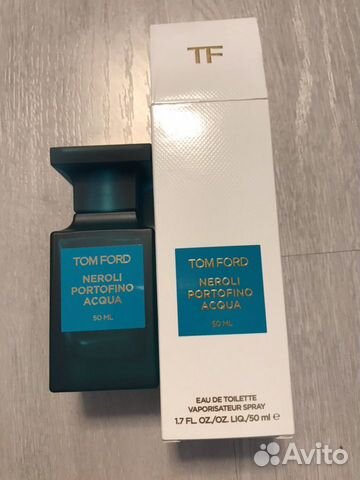 TF
TOM FORD
NEROLI
PORTOFINO
ACQUA
50 ML
TOM FORD
NEROLI
PORTOFINO
ACQUA
50 ML
EAU DE TOILETTE
VAPORISATEUR SPRAY
1.7 FL. OZ./OZ. LIQ./50 ml e
Avito